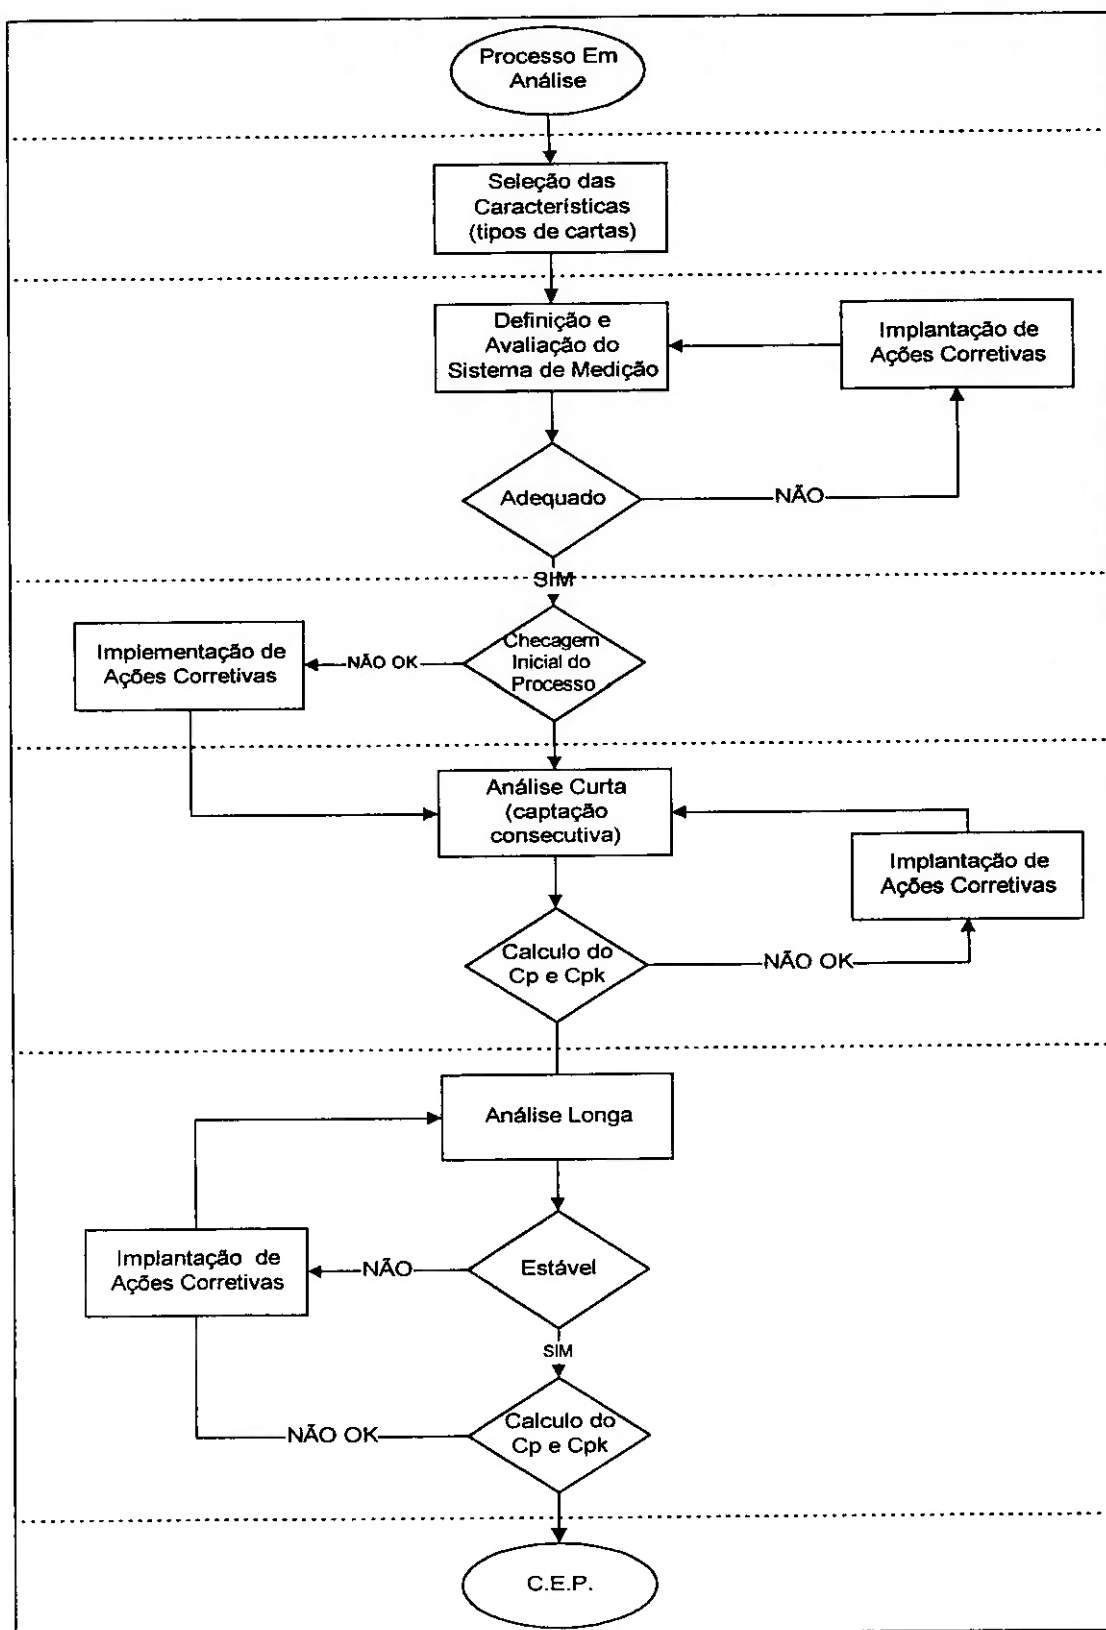 Processo Em
Análise
Seleção das
Características
(tipos de cartas)
Definição e
Avaliação do
Sistema de Medição
Implantação de
Ações Corretivas
Adequado
NÃO
SIM
Checagem
Inicial do
Processo
NÃO OK
Implementação de
Ações Corretivas
Análise Curta
(captação
consecutiva)
Implantação de
Ações Corretivas
Calculo do
Cp e Cpk
NÃO OK
Análise Longa
Implantação de
Ações Corretivas
NÃO
Estável
SIM
NÃO OK
Calculo do
Cp e Cpk
C.E.P.